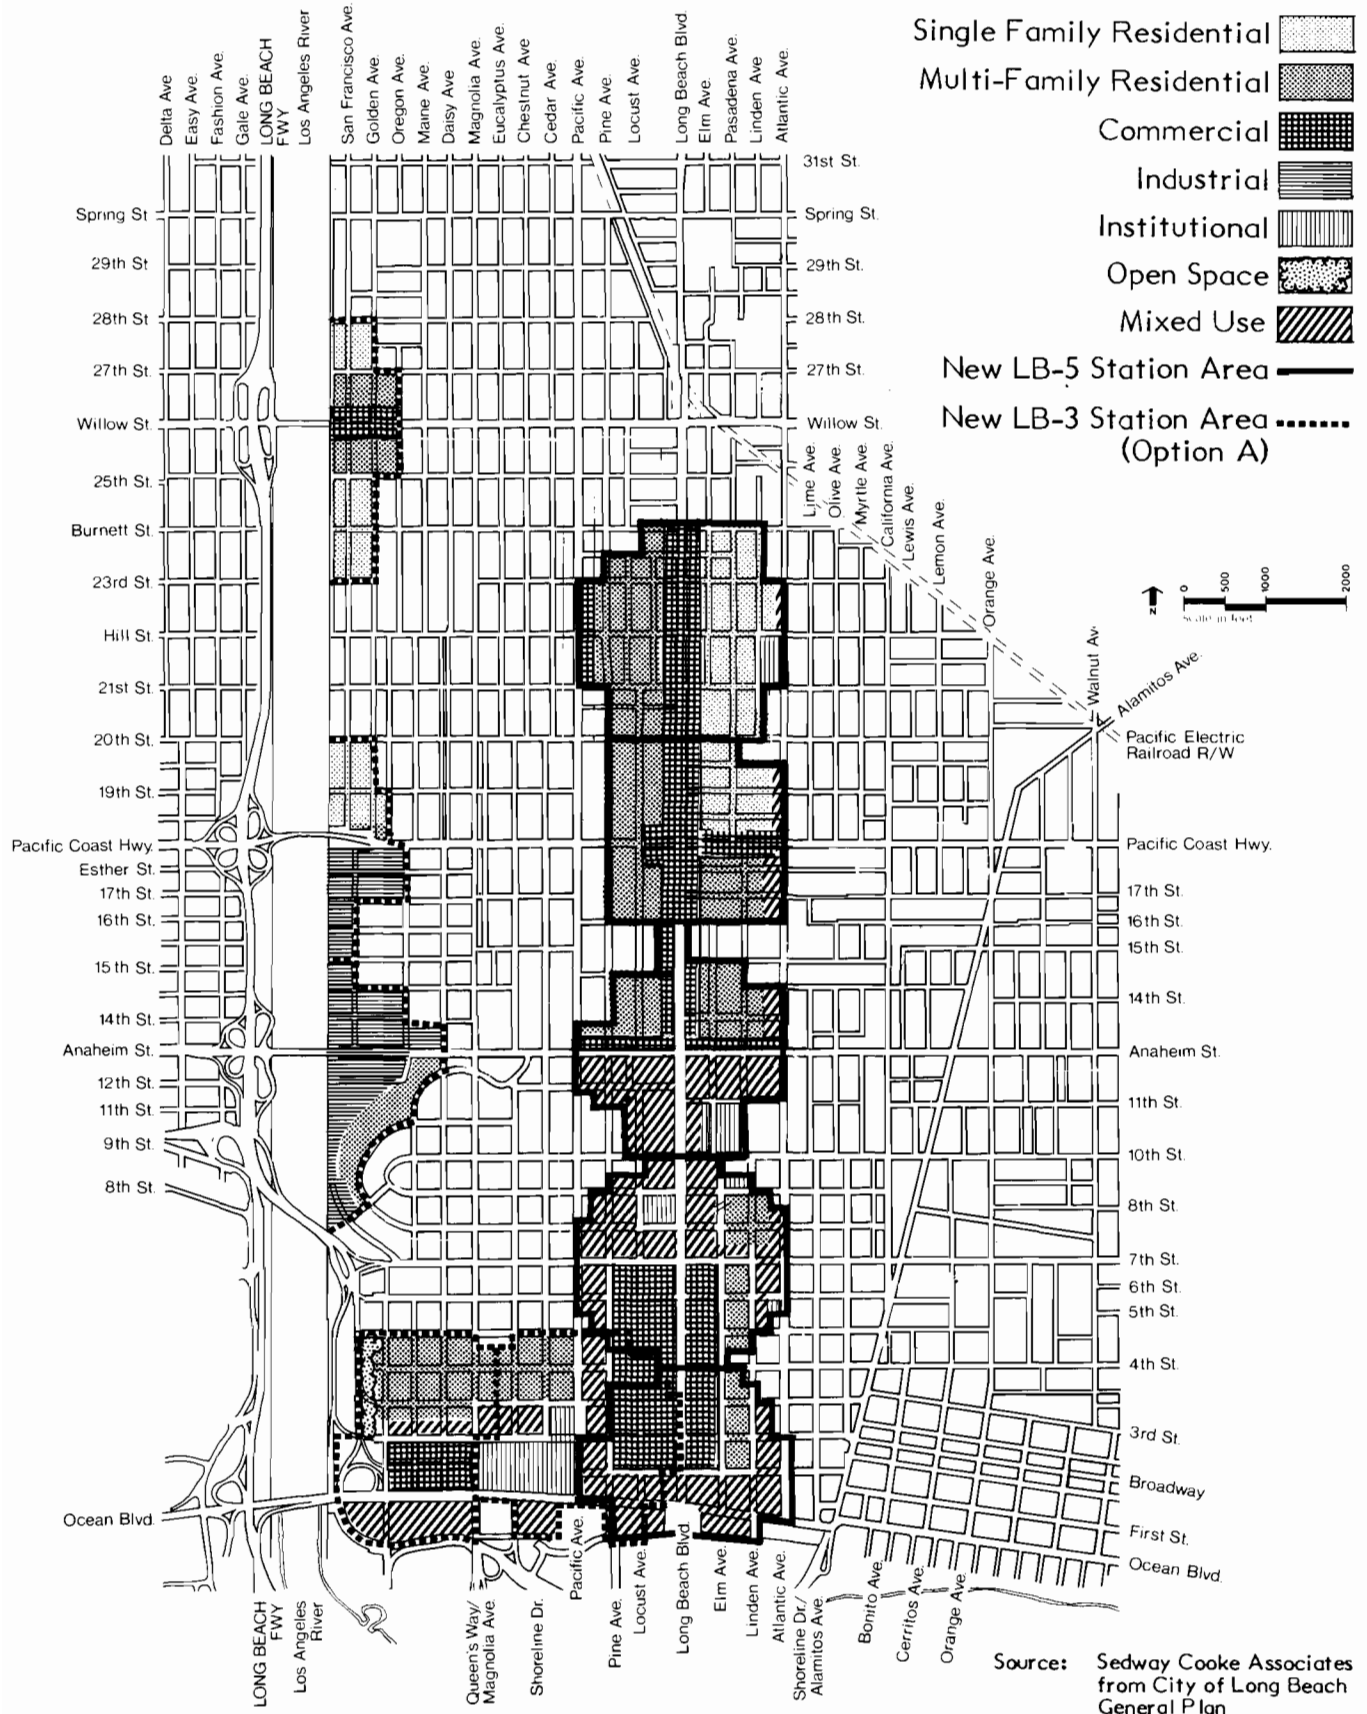 Delta Ave
Easy Ave.
Fashion Ave.
Gale Ave.
LONG BEACH
FWY
Los Angeles River
San Francisco Ave.
Golden Ave.
Oregon Ave.
Maine Ave.
Daisy Ave
Magnolia Ave.
Eucalyptus Ave.
Chestnut Ave
Cedar Ave.
Pacific Ave.
Pine Ave.
Locust Ave.
Long Beach Blvd.
Elm Ave.
Pasadena Ave.
Linden Ave
Atlantic Ave.
Single Family Residential
Multi-Family Residential
Commercial
Industrial
Institutional
Open Space
Mixed Use
New LB-5 Station Area
New LB-3 Station Area
(Option A)
Spring St
29th St
28th St
27th St.
Willow St.
25th St.
Burnett St.
23rd St.
Hill St.
21st St.
20th St.
19th St.
Pacific Coast Hwy.
Esther St.
17th St.
16th St.
15th St.
14th St.
Anaheim St.
12th St.
11th St.
9th St.
8th St.
Ocean Blvd.
31st St.
Spring St.
29th St.
28th St.
27th St.
Willow St.
Lime Ave.
Olive Ave.
Myrtle Ave.
California Ave.
Lewis Ave.
Lemon Ave.
Orange Ave.
Walnut Av
Alamitos Ave.
N
0
500
1000
2000
scale in feet
Pacific Electric
Railroad R/W
Pacific Coast Hwy.
17th St.
16th St.
15th St.
14th St.
Anaheim St.
11th St.
10th St.
8th St.
7th St.
6th St.
5th St.
4th St.
3rd St.
Broadway
First St.
Ocean Blvd.
LONG BEACH
FWY
Los Angeles
River
Queen's Way/
Magnolia Ave.
Shoreline Dr.
Pacific Ave.
Pine Ave.
Locust Ave.
Long Beach Blvd.
Elm Ave.
Linden Ave.
Atlantic Ave.
Shoreline Dr./
Alamitos Ave.
Bonito Ave.
Cerritos Ave.
Orange Ave.
Source: Sedway Cooke Associates
from City of Long Beach
General Plan